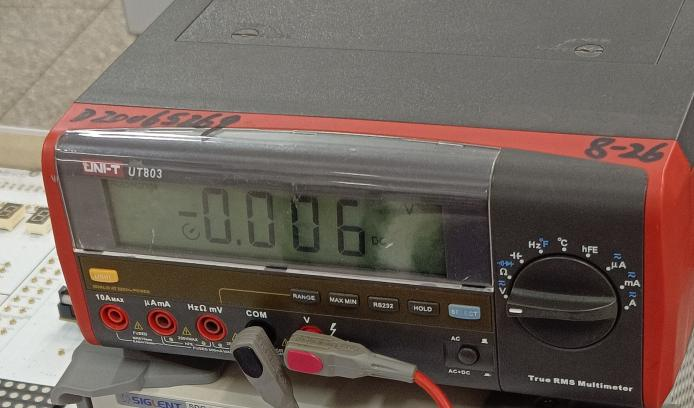 D20065269
8-26
UNI-T UT803
-0.006
V
DC
Hz °F °C hFE
Ω
μA
mA
V
A
RANGE MAX MIN RS232 HOLD SELECT
10A MAX μAmA HzΩ mV COM V
FUSED
AC
AC+DC
True RMS Multimeter
SIGLENT